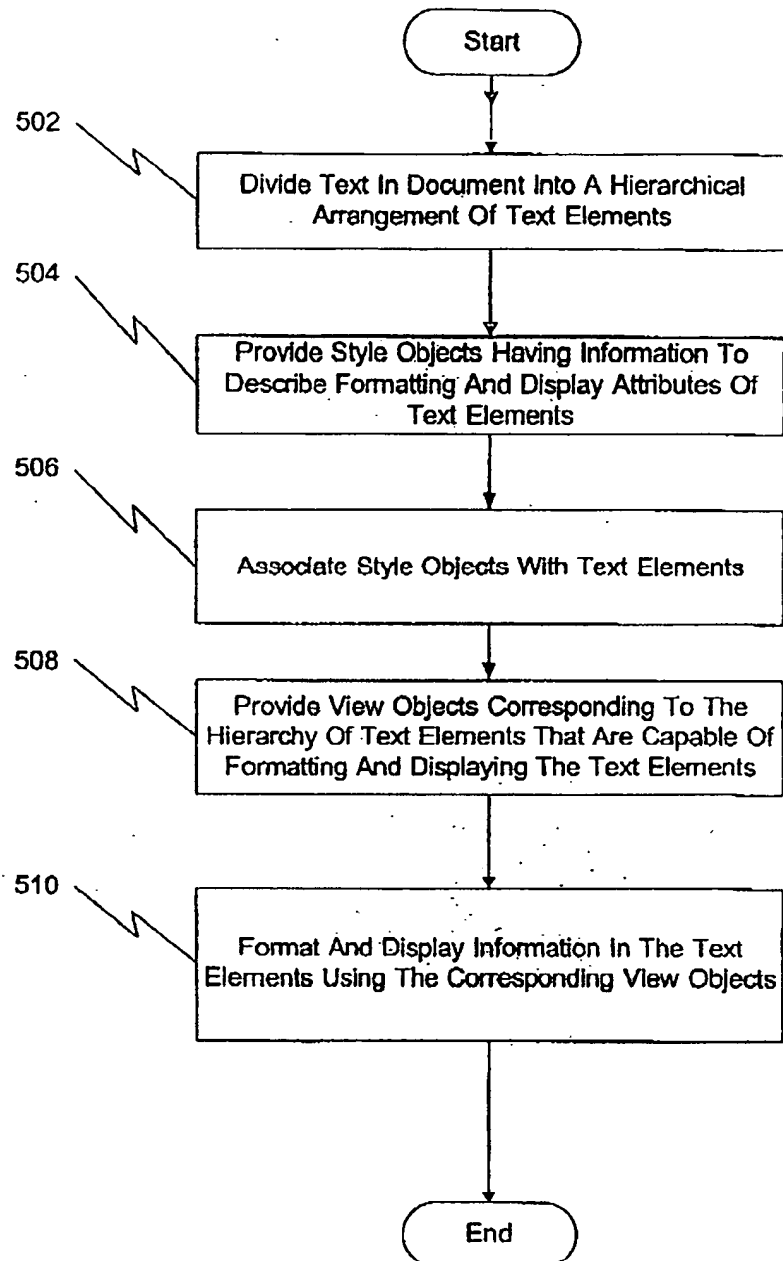 Start
502
Divide Text In Document Into A Hierarchical
Arrangement Of Text Elements
504
Provide Style Objects Having Information To
Describe Formatting And Display Attributes Of
Text Elements
506
Associate Style Objects With Text Elements
508
Provide View Objects Corresponding To The
Hierarchy Of Text Elements That Are Capable Of
Formatting And Displaying The Text Elements
510
Format And Display Information In The Text
Elements Using The Corresponding View Objects
End